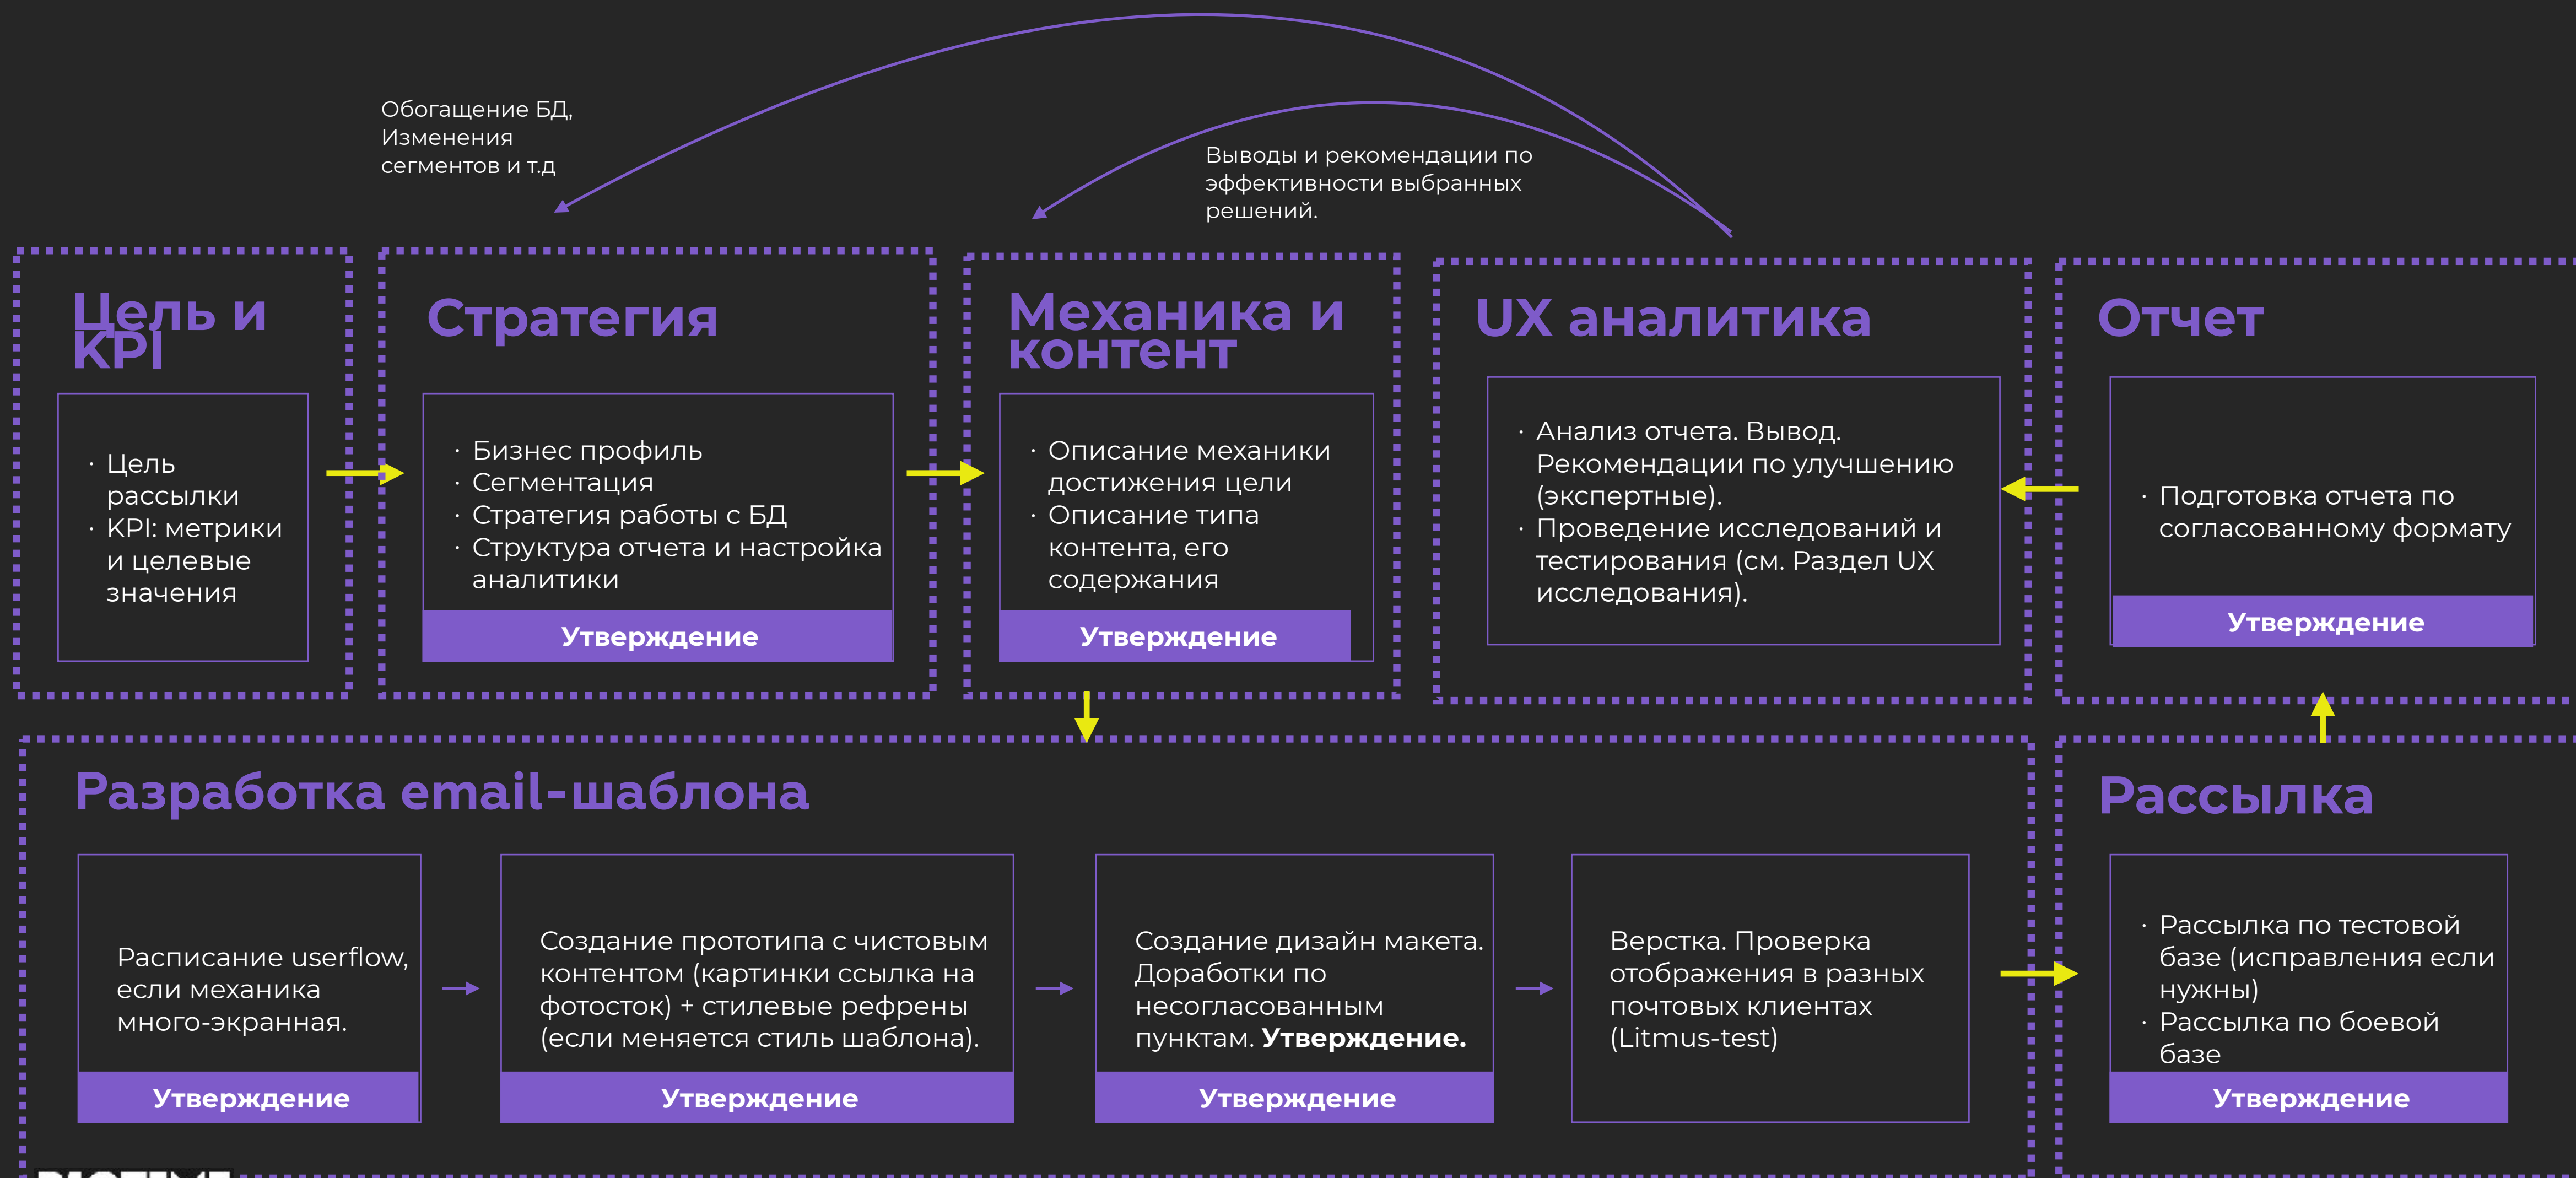 Обогащение БД,
Изменения
сегментов и т.д
Выводы и рекомендации по
эффективности выбранных
решений.
Цель и
KPI
· Цель
рассылки
· KPI: метрики
и целевые
значения
Стратегия
· Бизнес профиль
· Сегментация
· Стратегия работы с БД
· Структура отчета и настройка
аналитики
Утверждение
Механика и
контент
· Описание механики
достижения цели
· Описание типа
контента, его
содержания
Утверждение
UX аналитика
· Анализ отчета. Вывод.
Рекомендации по улучшению
(экспертные).
· Проведение исследований и
тестирования (см. Раздел UX
исследования).
Отчет
· Подготовка отчета по
согласованному формату
Утверждение
Разработка email-шаблона
Расписание userflow,
если механика
много-экранная.
Утверждение
Создание прототипа с чистовым
контентом (картинки ссылка на
фотосток) + стилевые рефрены
(если меняется стиль шаблона).
Утверждение
Создание дизайн макета.
Доработки по
несогласованным
пунктам. Утверждение.
Утверждение
Верстка. Проверка
отображения в разных
почтовых клиентах
(Litmus-test)
Рассылка
· Рассылка по тестовой
базе (исправления если
нужны)
· Рассылка по боевой
базе
Утверждение